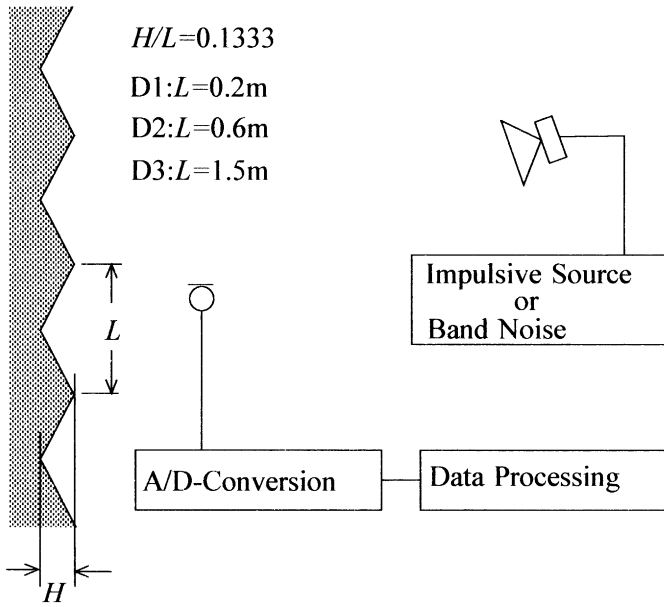 H/L=0.1333
D1:L=0.2m
D2:L=0.6m
D3:L=1.5m
Impulsive Source
or
Band Noise
L
A/D-Conversion
Data Processing
H